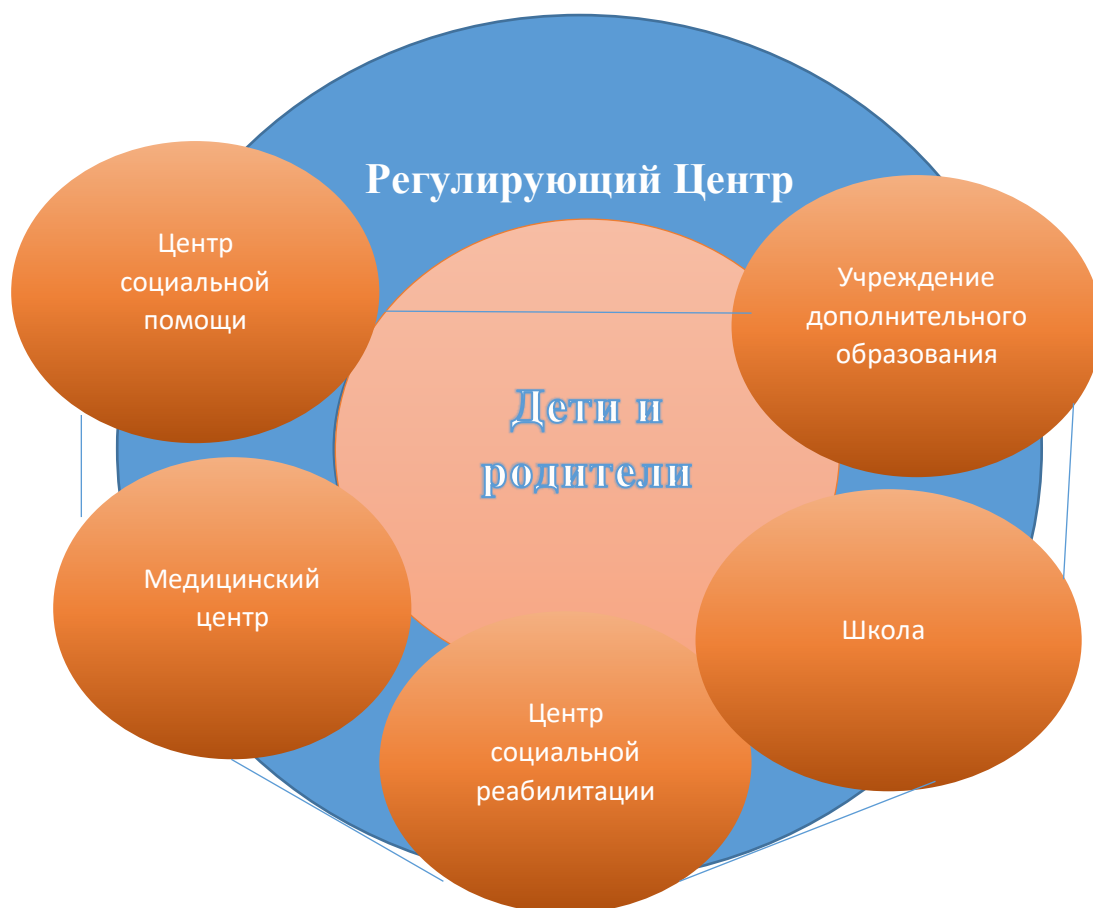 Регулирующий Центр
Центр
социальной
помощи
Учреждение
дополнительного
образования
Дети и
родители
Медицинский
центр
Школа
Центр
социальной
реабилитации